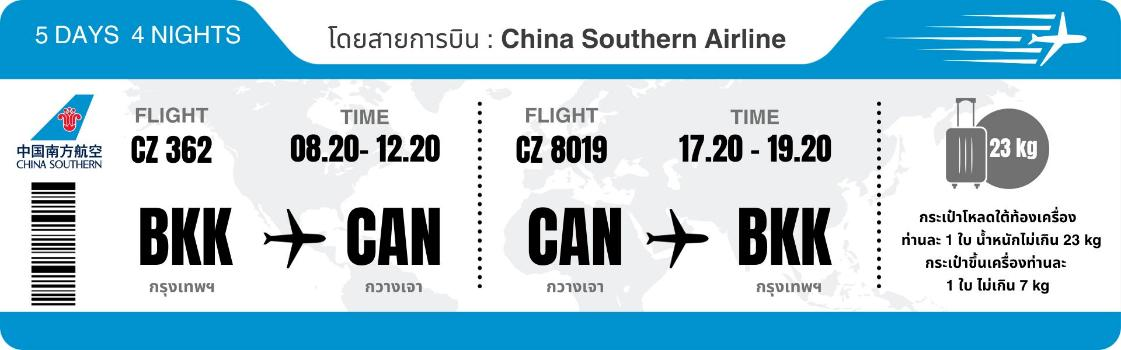 5 DAYS 4 NIGHTS
โดยสายการบิน : China Southern Airline
中国南方航空
CHINA SOUTHERN
FLIGHT
CZ 362
TIME
08.20- 12.20
BKK
CAN
กรุงเทพฯ
กวางเจา
FLIGHT
CZ 8019
TIME
17.20 - 19.20
CAN
BKK
กวางเจา
กรุงเทพฯ
23 kg
กระเป๋าโหลดใต้ท้องเครื่อง
ท่านละ 1 ใบ น้ำหนักไม่เกิน 23 kg
กระเป๋าขึ้นเครื่องท่านละ
1 ใบ ไม่เกิน 7 kg